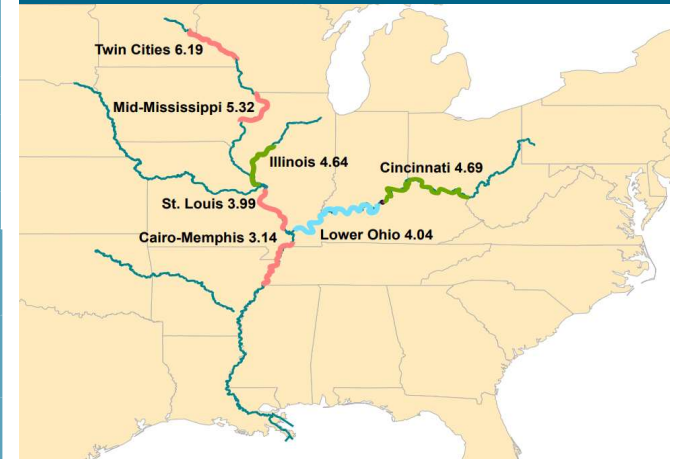 Twin Cities 6.19
Mid-Mississippi 5.32
Illinois 4.64
Cincinnati 4.69
St. Louis 3.99
Cairo-Memphis 3.14
Lower Ohio 4.04